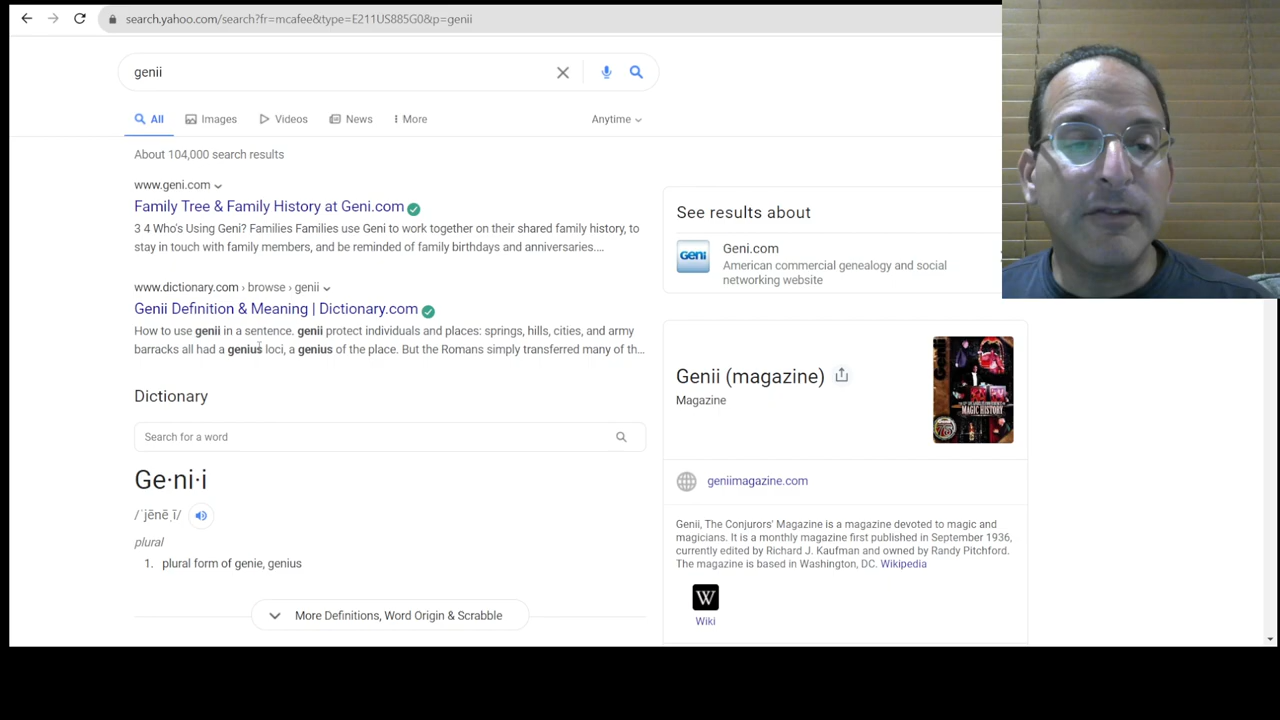 search.yahoo.com/search?fr=mcafee&type=E211US885G0&p=genii
genii
All
Images
Videos
News
More
Anytime
About 104,000 search results
www.geni.com
Family Tree & Family History at Geni.com
3 4 Who's Using Geni? Families Families use Geni to work together on their shared family history, to
stay in touch with family members, and be reminded of family birthdays and anniversaries....
www.dictionary.com › browse › genii
Genii Definition & Meaning | Dictionary.com
How to use genii in a sentence. genii protect individuals and places: springs, hills, cities, and army
barracks all had a genius loci, a genius of the place. But the Romans simply transferred many of th...
Dictionary
Search for a word
Ge·ni·i
/ˈjēnēˌī/
plural
1. plural form of genie, genius
More Definitions, Word Origin & Scrabble
See results about
Geni
Geni.com
American commercial genealogy and social
networking website
Genii (magazine)
Magazine
MAGIC HISTORY
geniimagazine.com
Genii, The Conjurors' Magazine is a magazine devoted to magic and
magicians. It is a monthly magazine first published in September 1936,
currently edited by Richard J. Kaufman and owned by Randy Pitchford.
The magazine is based in Washington, DC. Wikipedia
W
Wiki